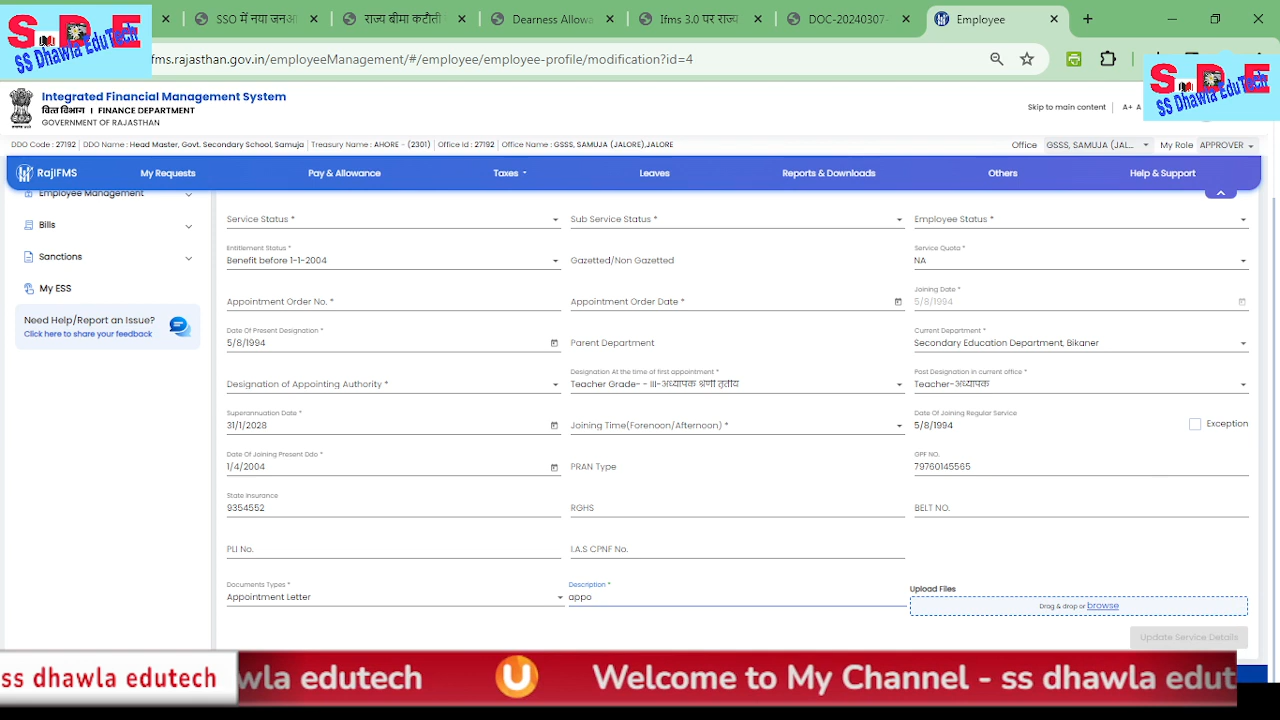 SSO में नया जनआ
राज्य बीमा कटौती
Dearness Allowa
Ifms 3.0 पर राज्य
DOC-20240307-
Employee
S DE
SS Dhawla EduTech
fms.rajasthan.gov.in/employeeManagement/#/employee/employee-profile/modification?id=4
S DE
SS Dhawla EduTech
Integrated Financial Management System
वित्त विभाग । FINANCE DEPARTMENT
GOVERNMENT OF RAJASTHAN
Skip to main content
A+ A
DDO Code : 27192 DDO Name : Head Master, Govt. Secondary School, Samuja Treasury Name : AHORE - (2301) Office Id : 27192 Office Name : GSSS, SAMUJA (JALORE),JALORE
Office GSSS, SAMUJA (JAL... My Role APPROVER
RajIFMS My Requests Pay & Allowance Taxes Leaves Reports & Downloads Others Help & Support
Employee Management
Bills
Sanctions
My ESS
Need Help/Report an Issue?
Click here to share your feedback
Service Status * Sub Service Status * Employee Status *
Entitlement Status * Service Quota *
Benefit before 1-1-2004 Gazetted/Non Gazetted NA
Joining Date *
Appointment Order No. * Appointment Order Date * 5/8/1994
Date Of Present Designation * Current Department *
5/8/1994 Parent Department Secondary Education Department, Bikaner
Designation At the time of first appointment * Post Designation in current office *
Designation of Appointing Authority * Teacher Grade- - III-अध्यापक श्रेणी तृतीय Teacher-अध्यापक
Superannuation Date * Date Of Joining Regular Service
31/1/2028 Joining Time(Forenoon/Afternoon) * 5/8/1994 Exception
Date Of Joining Present Ddo * GPF NO.
1/4/2004 PRAN Type 79760145565
State Insurance
9354552 RGHS BELT NO.
PLI No. I.A.S CPNF No.
Documents Types * Description * Upload Files
Appointment Letter appo Drag & drop or browse
Update Service Details
ss dhawla edutech
wla edutech
Welcome to My Channel - ss dhawla edut